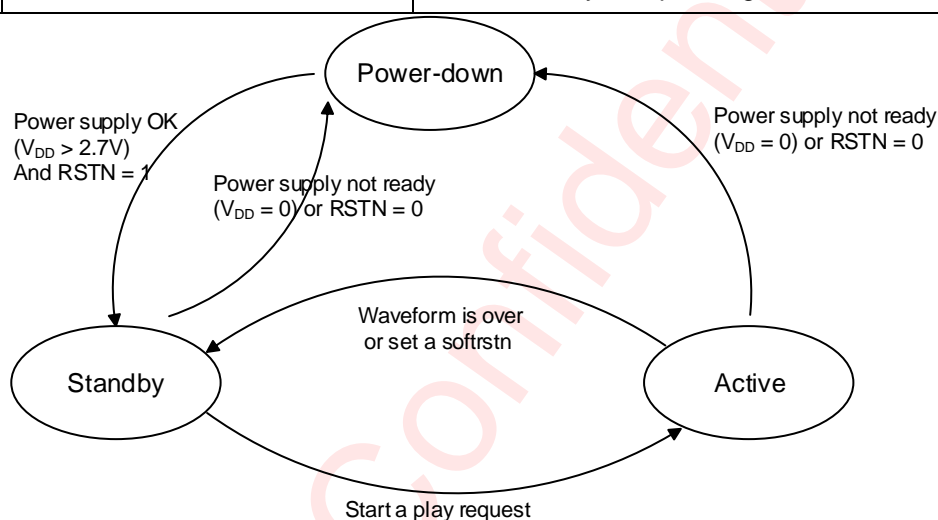 Power-down
Power supply OK
(VDD > 2.7V)
And RSTN = 1
Power supply not ready
(VDD = 0) or RSTN = 0
Power supply not ready
(VDD = 0) or RSTN = 0
Waveform is over
or set a softrstn
Standby
Active
Start a play request
Confident